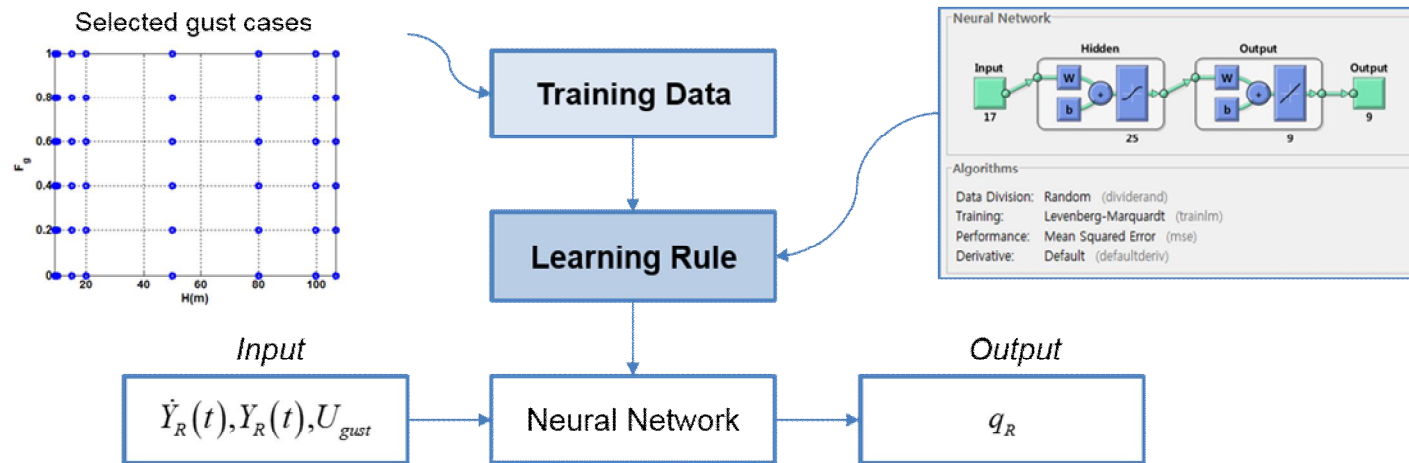 Selected gust cases
1
0.8
0.6
0.4
0.2
0
F_g
20
40
60
80
100
H(m)
Training Data
Learning Rule
Neural Network
Hidden
Output
Input
Output
W
b
+
W
b
+
17
25
9
9
Algorithms
Data Division: Random (dividerand)
Training: Levenberg-Marquardt (trainlm)
Performance: Mean Squared Error (mse)
Derivative: Default (defaultderiv)
Input
Output
Ẏ_R(t),Y_R(t),U_gust
Neural Network
q_R